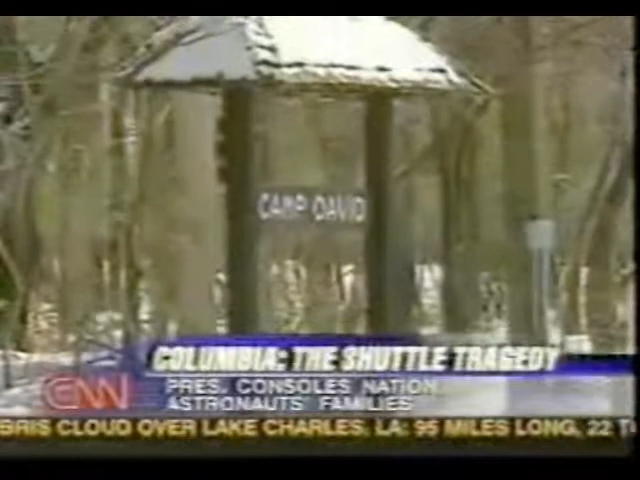 CAMP DAVID
COLUMBIA: THE SHUTTLE TRAGEDY
CNN
PRES. CONSOLES NATION
ASTRONAUTS' FAMILIES
BRIS CLOUD OVER LAKE CHARLES, LA: 95 MILES LONG, 22 T